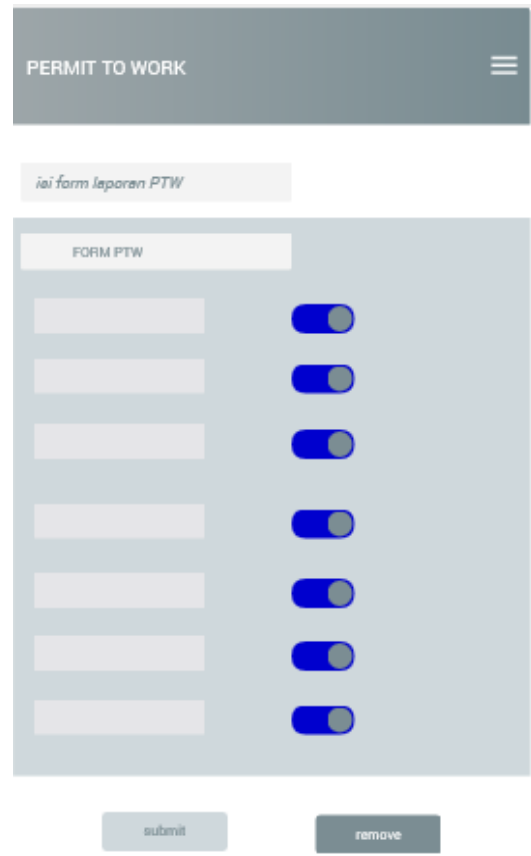 PERMIT TO WORK
isi form laporan PTW
FORM PTW
submit
remove